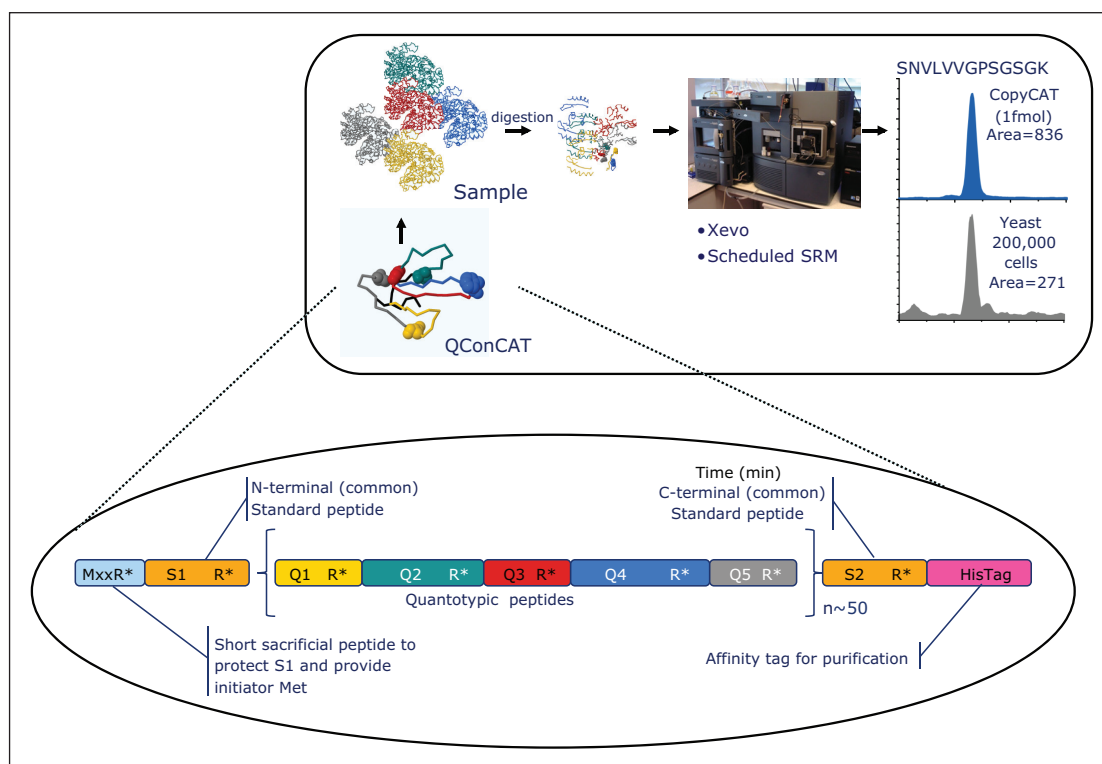 SNVLVVGPSGSGK
CopyCAT
(1fmol)
Area=836
digestion
Sample
Xevo
Scheduled SRM
Yeast
200,000
cells
Area=271
QConCAT
Time (min)
N-terminal (common)
Standard peptide
C-terminal (common)
Standard peptide
MxxR* S1 R* Q1 R* Q2 R* Q3 R* Q4 R* Q5 R* S2 R* HisTag
Quantotypic peptides
n~50
Short sacrificial peptide to
protect S1 and provide
initiator Met
Affinity tag for purification